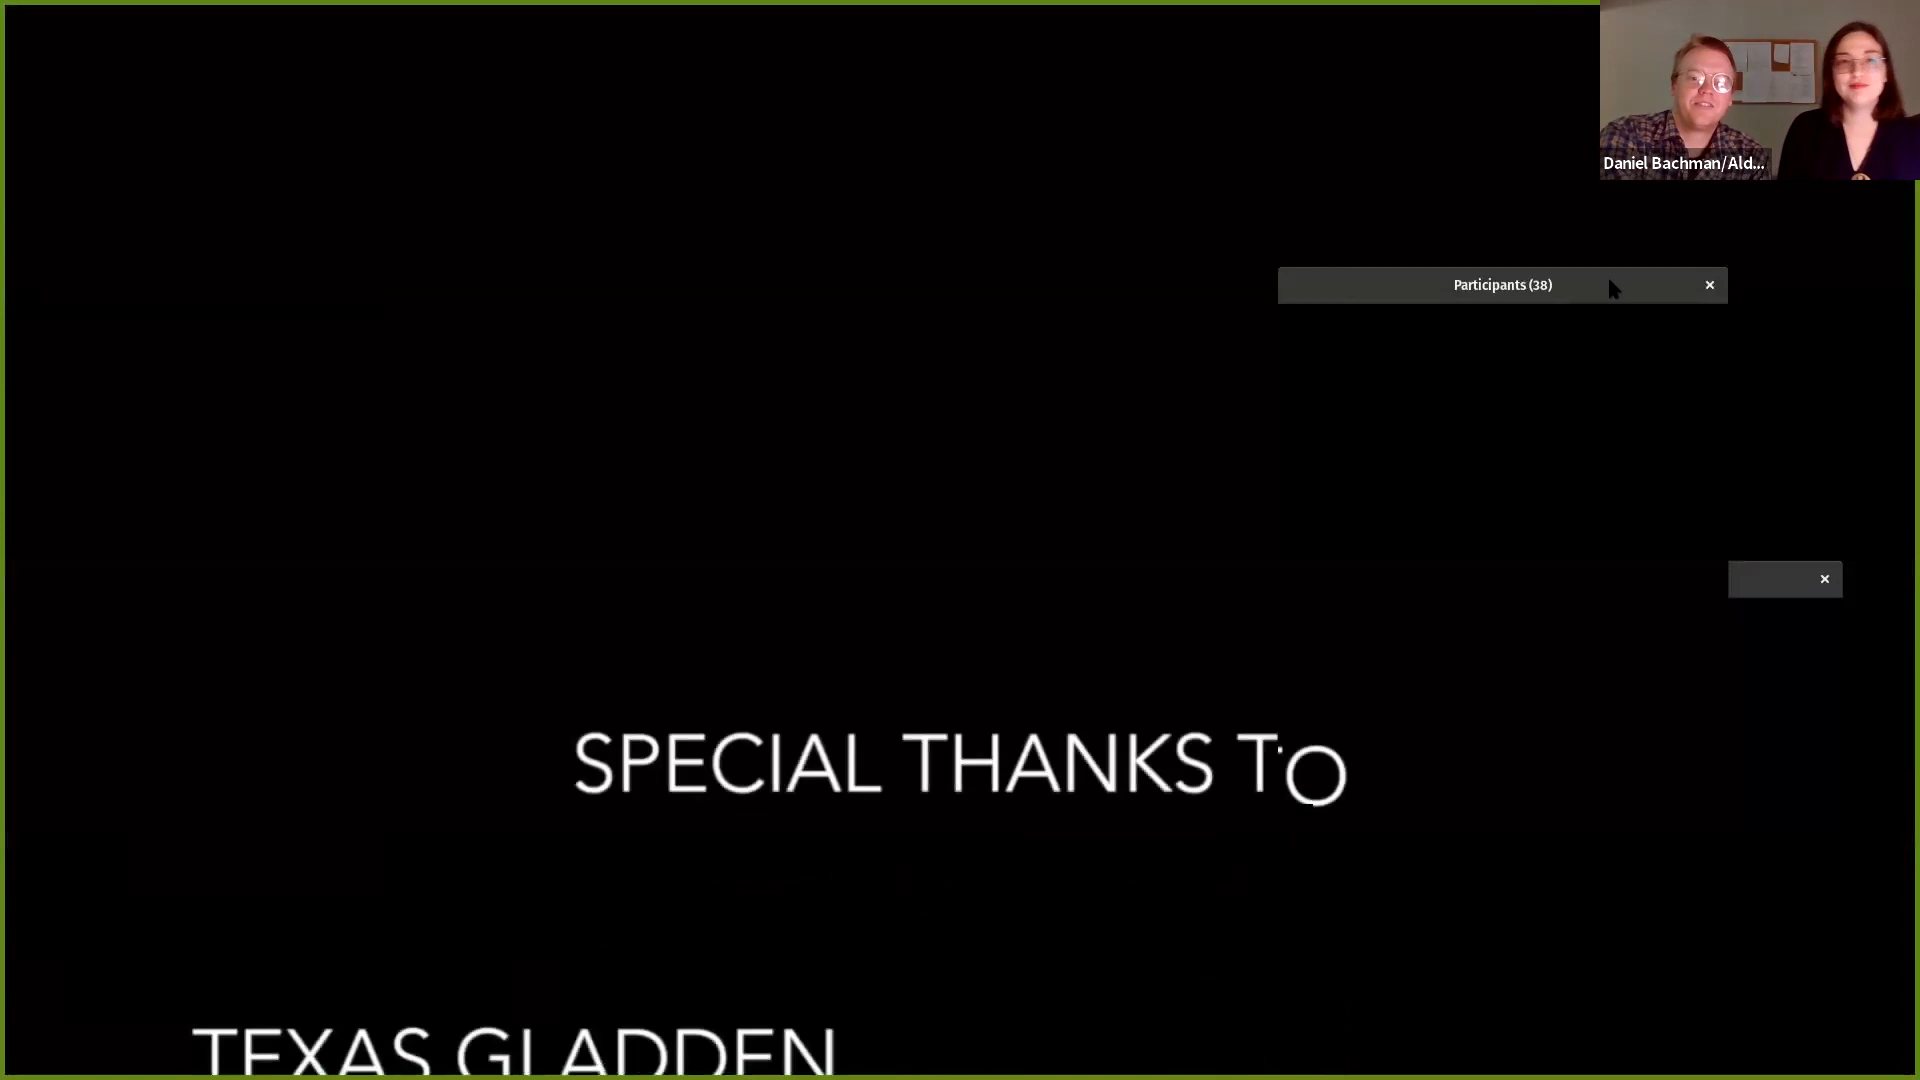 Daniel Bachman/Ald...
Participants (38)
SPECIAL THANKS TO
TEXAS GLADDEN